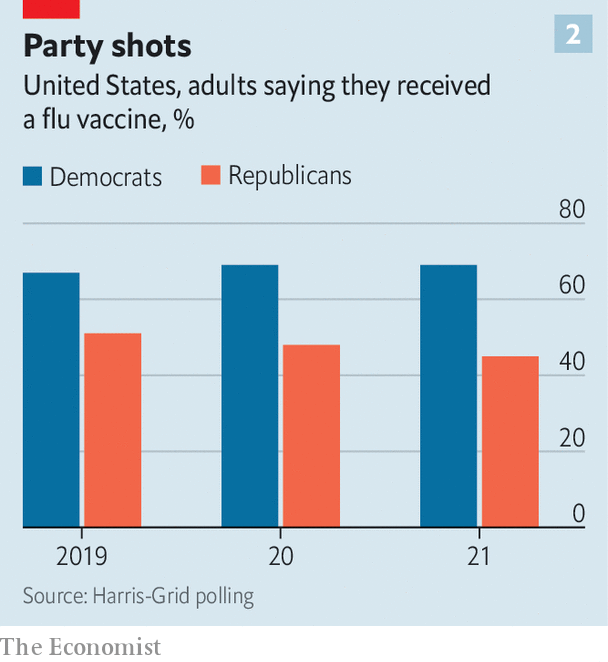 Party shots
2
United States, adults saying they received
a flu vaccine, %
Democrats Republicans
80
60
40
20
0
2019 20 21
Source: Harris-Grid polling
The Economist